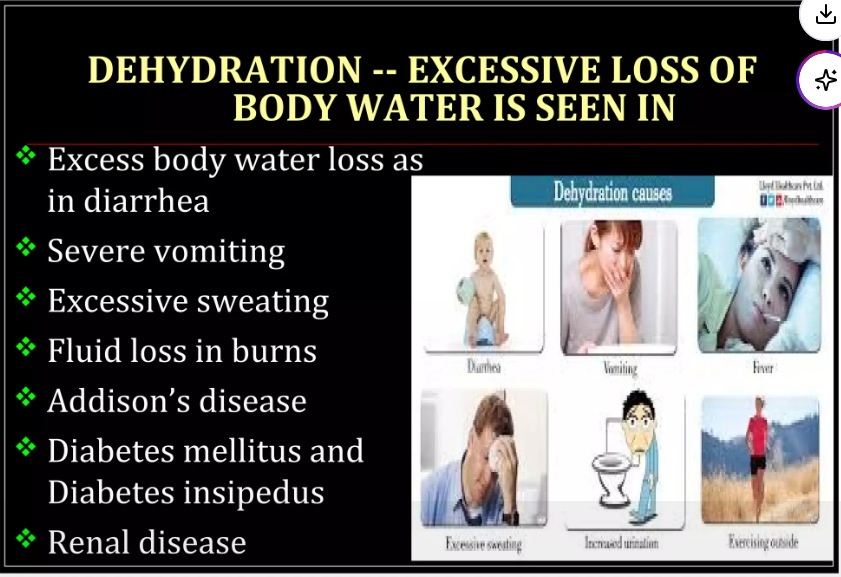 DEHYDRATION -- EXCESSIVE LOSS OF
BODY WATER IS SEEN IN
Excess body water loss as
in diarrhea
Severe vomiting
Excessive sweating
Fluid loss in burns
Addison’s disease
Diabetes mellitus and
Diabetes insipedus
Renal disease
Dehydration causes
Lloyd Healthcare Pvt. Ltd.
/lloydhealthcare
Diarrhea
Vomiting
Fever
Excessive sweating
Increased urination
Exercising outside